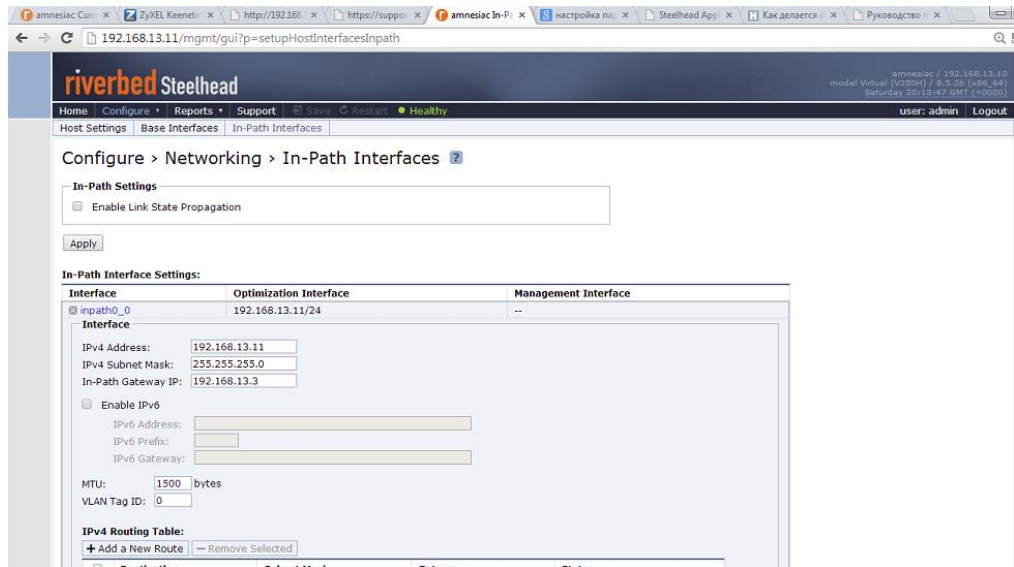 amnesiac Curr
ZyXEL Keenetic
http://192.168.
https://suppor
amnesiac In-Pa
настройка пар
Steelhead Appl
Как делается
Руководство п
192.168.13.11/mgmt/gui?p=setupHostInterfacesInpath
riverbed Steelhead
amnesiac / 192.168.13.10
model Virtual (V250H) / 8.5.2b (x86_64)
Saturday 20:13:47 GMT (+0000)
Home Configure Reports Support Save Restart Healthy user: admin Logout
Host Settings Base Interfaces In-Path Interfaces
Configure › Networking › In-Path Interfaces ?
In-Path Settings
Enable Link State Propagation
Apply
In-Path Interface Settings:
Interface Optimization Interface Management Interface
inpath0_0 192.168.13.11/24 --
Interface
IPv4 Address: 192.168.13.11
IPv4 Subnet Mask: 255.255.255.0
In-Path Gateway IP: 192.168.13.3
Enable IPv6
IPv6 Address:
IPv6 Prefix:
IPv6 Gateway:
MTU: 1500 bytes
VLAN Tag ID: 0
IPv4 Routing Table:
+ Add a New Route — Remove Selected